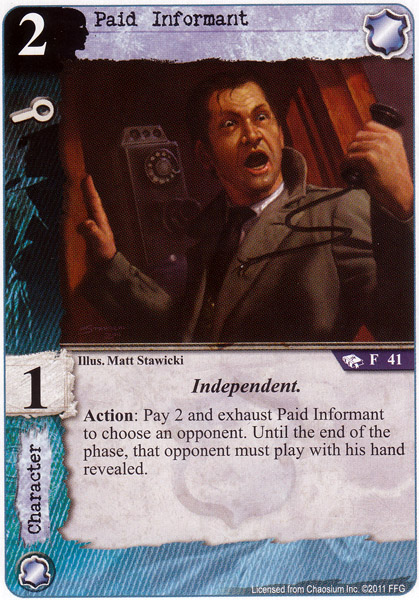 2
Paid Informant
Illus. Matt Stawicki
F 41
1
Independent.
Action: Pay 2 and exhaust Paid Informant
to choose an opponent. Until the end of the
phase, that opponent must play with his hand
revealed.
Character
Licensed from Chaosium Inc. ©2011 FFG